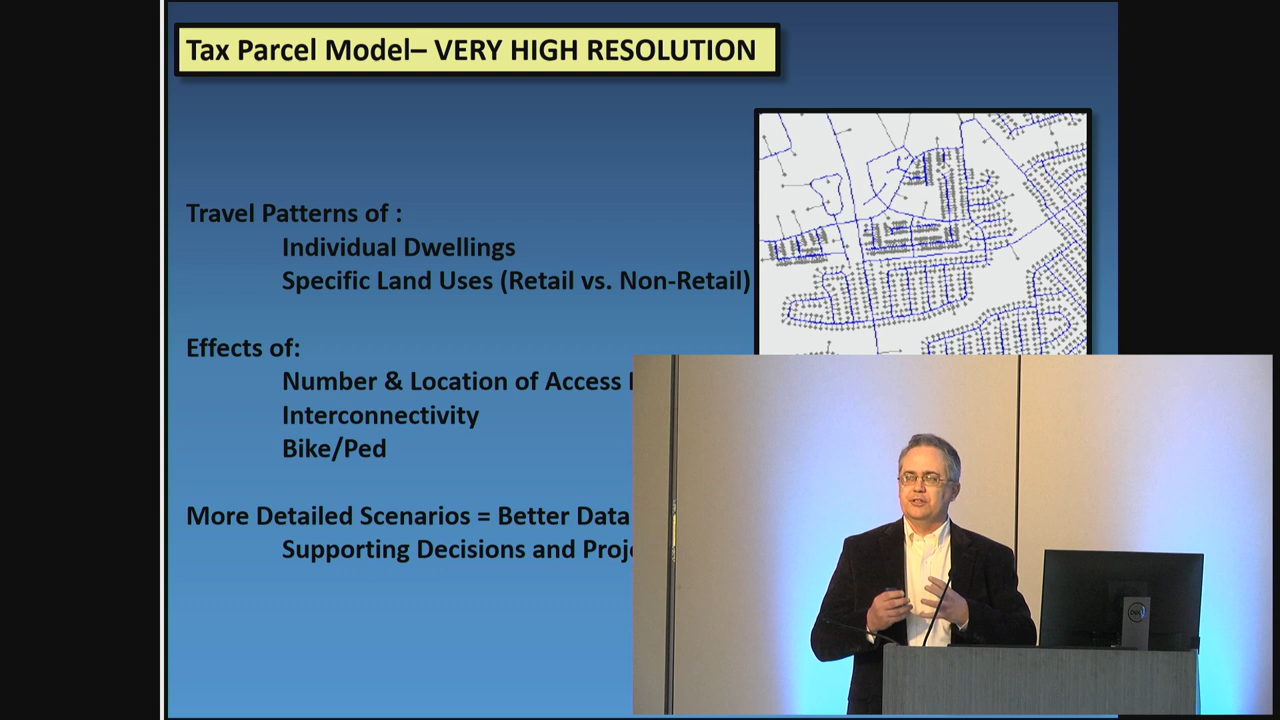 Tax Parcel Model– VERY HIGH RESOLUTION
Travel Patterns of :
Individual Dwellings
Specific Land Uses (Retail vs. Non-Retail)
Effects of:
Number & Location of Access
Interconnectivity
Bike/Ped
More Detailed Scenarios = Better Data
Supporting Decisions and
DELL